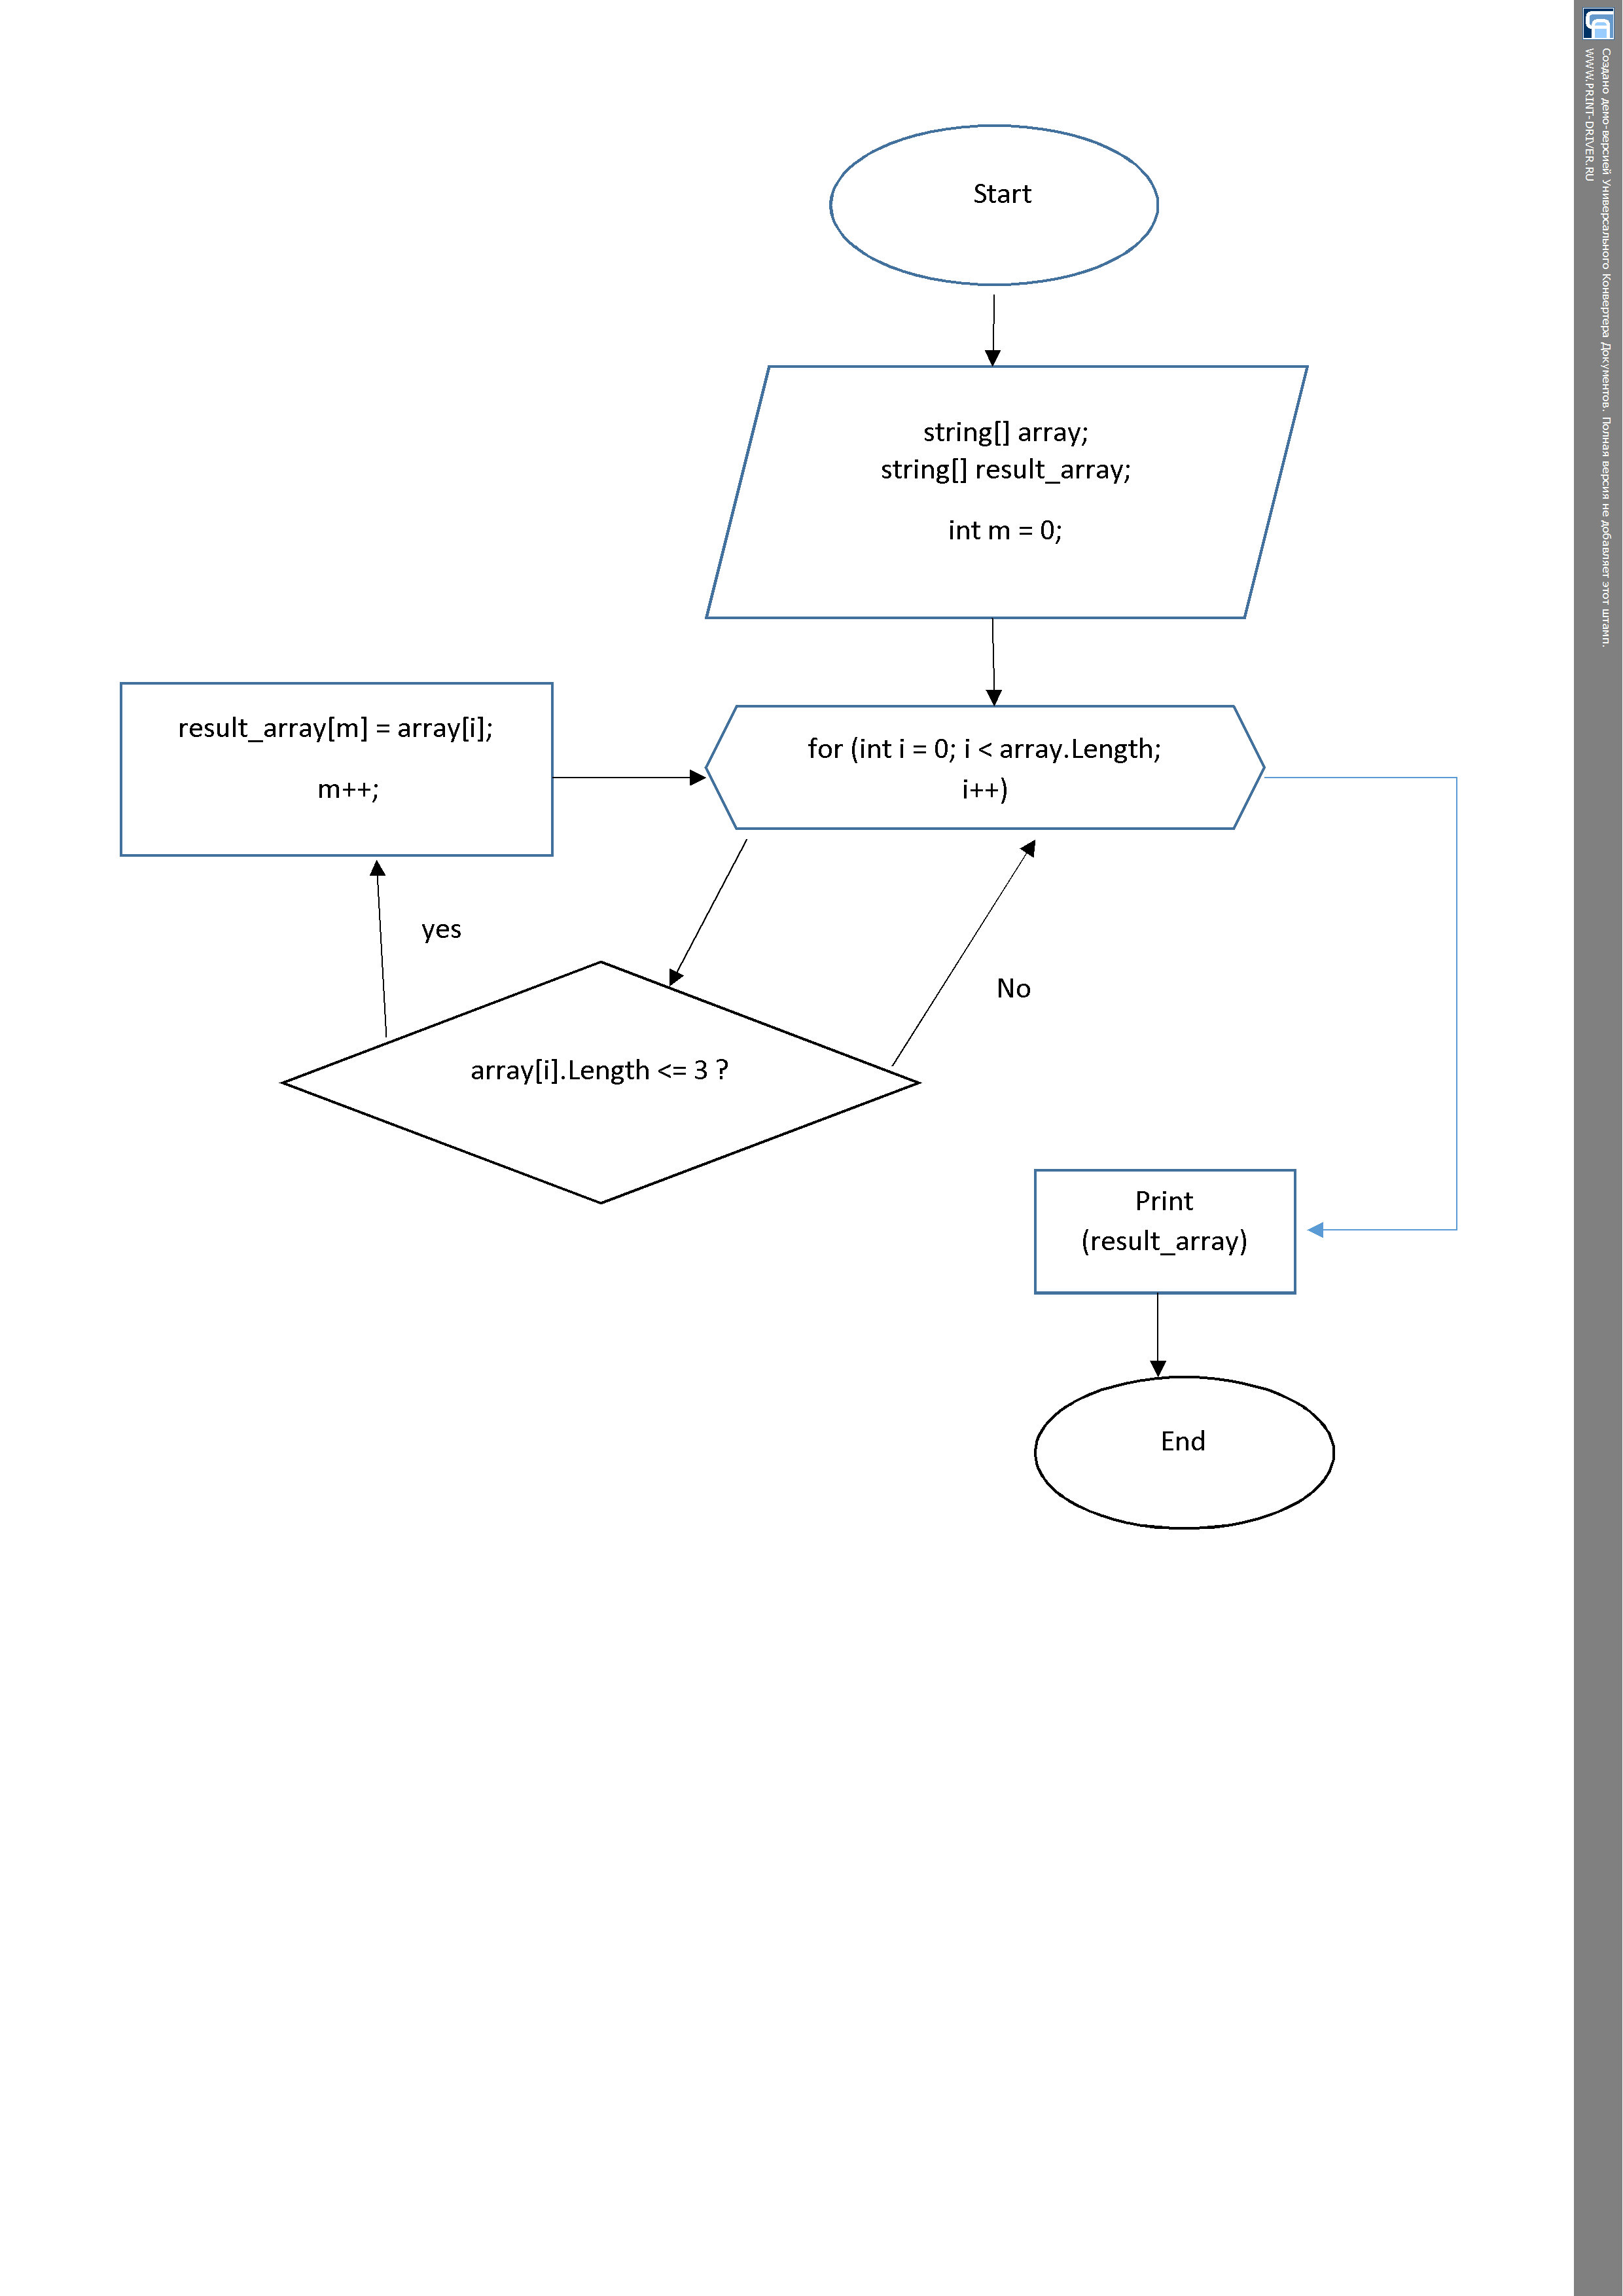 Start
string[] array;
string[] result_array;
int m = 0;
result_array[m] = array[i];
m++;
for (int i = 0; i < array.Length;
i++)
yes
No
array[i].Length <= 3 ?
Print
(result_array)
End
Создано демо-версией Универсального Конвертера Документов. Полная версия не добавляет этот штамп.
WWW.PRINT-DRIVER.RU